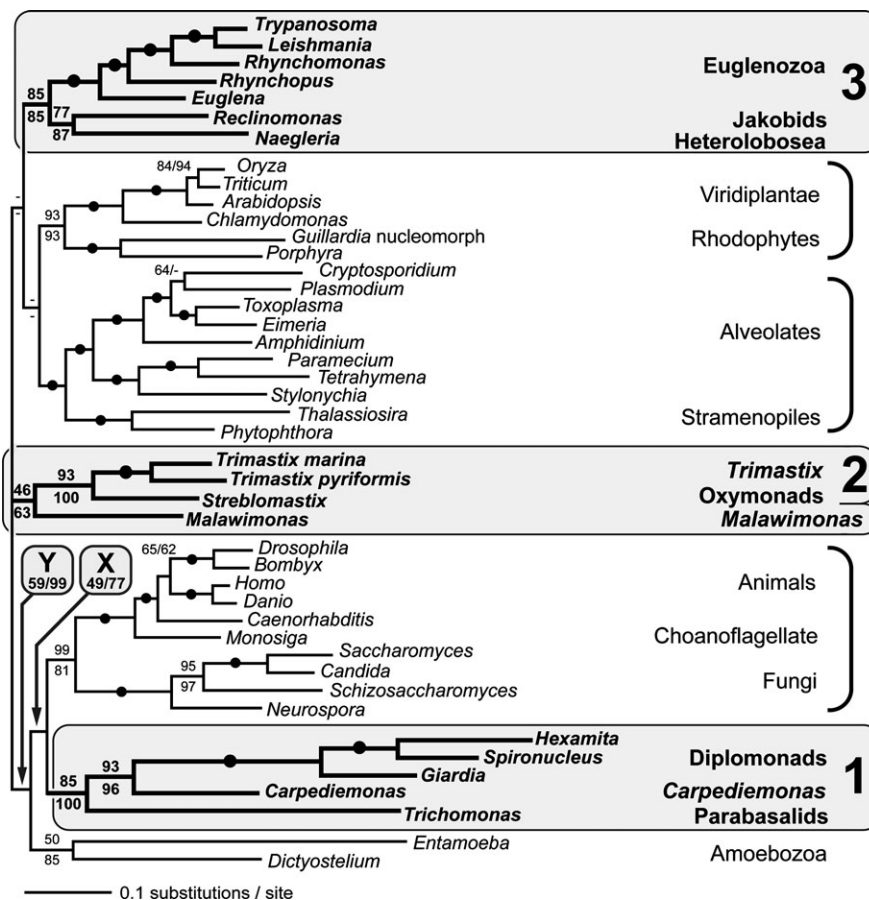 Trypanosoma
Leishmania
Rhynchomonas
Rhynchopus
Euglena
Reclinomonas
Naegleria
85
85
77
87
Euglenozoa
3
Jakobids
Heterolobosea
-
-
Oryza
Triticum
Arabidopsis
Chlamydomonas
Guillardia nucleomorph
Porphyra
84/94
93
93
Viridiplantae
Rhodophytes
-
-
Cryptosporidium
Plasmodium
Toxoplasma
Eimeria
Amphidinium
Paramecium
Tetrahymena
Stylonychia
Thalassiosira
Phytophthora
64/-
Alveolates
Stramenopiles
Trimastix marina
Trimastix pyriformis
Streblomastix
Malawimonas
93
100
46
63
Trimastix
Oxymonads
2
Malawimonas
Y
59/99
X
49/77
65/62
Drosophila
Bombyx
Homo
Danio
Caenorhabditis
Monosiga
Saccharomyces
Candida
Schizosaccharomyces
Neurospora
99
81
95
97
Animals
Choanoflagellate
Fungi
Hexamita
Spironucleus
Giardia
Carpediemonas
Trichomonas
93
96
85
100
Diplomonads
Carpediemonas
Parabasalids
1
50
85
Entamoeba
Dictyostelium
Amoebozoa
0.1 substitutions / site